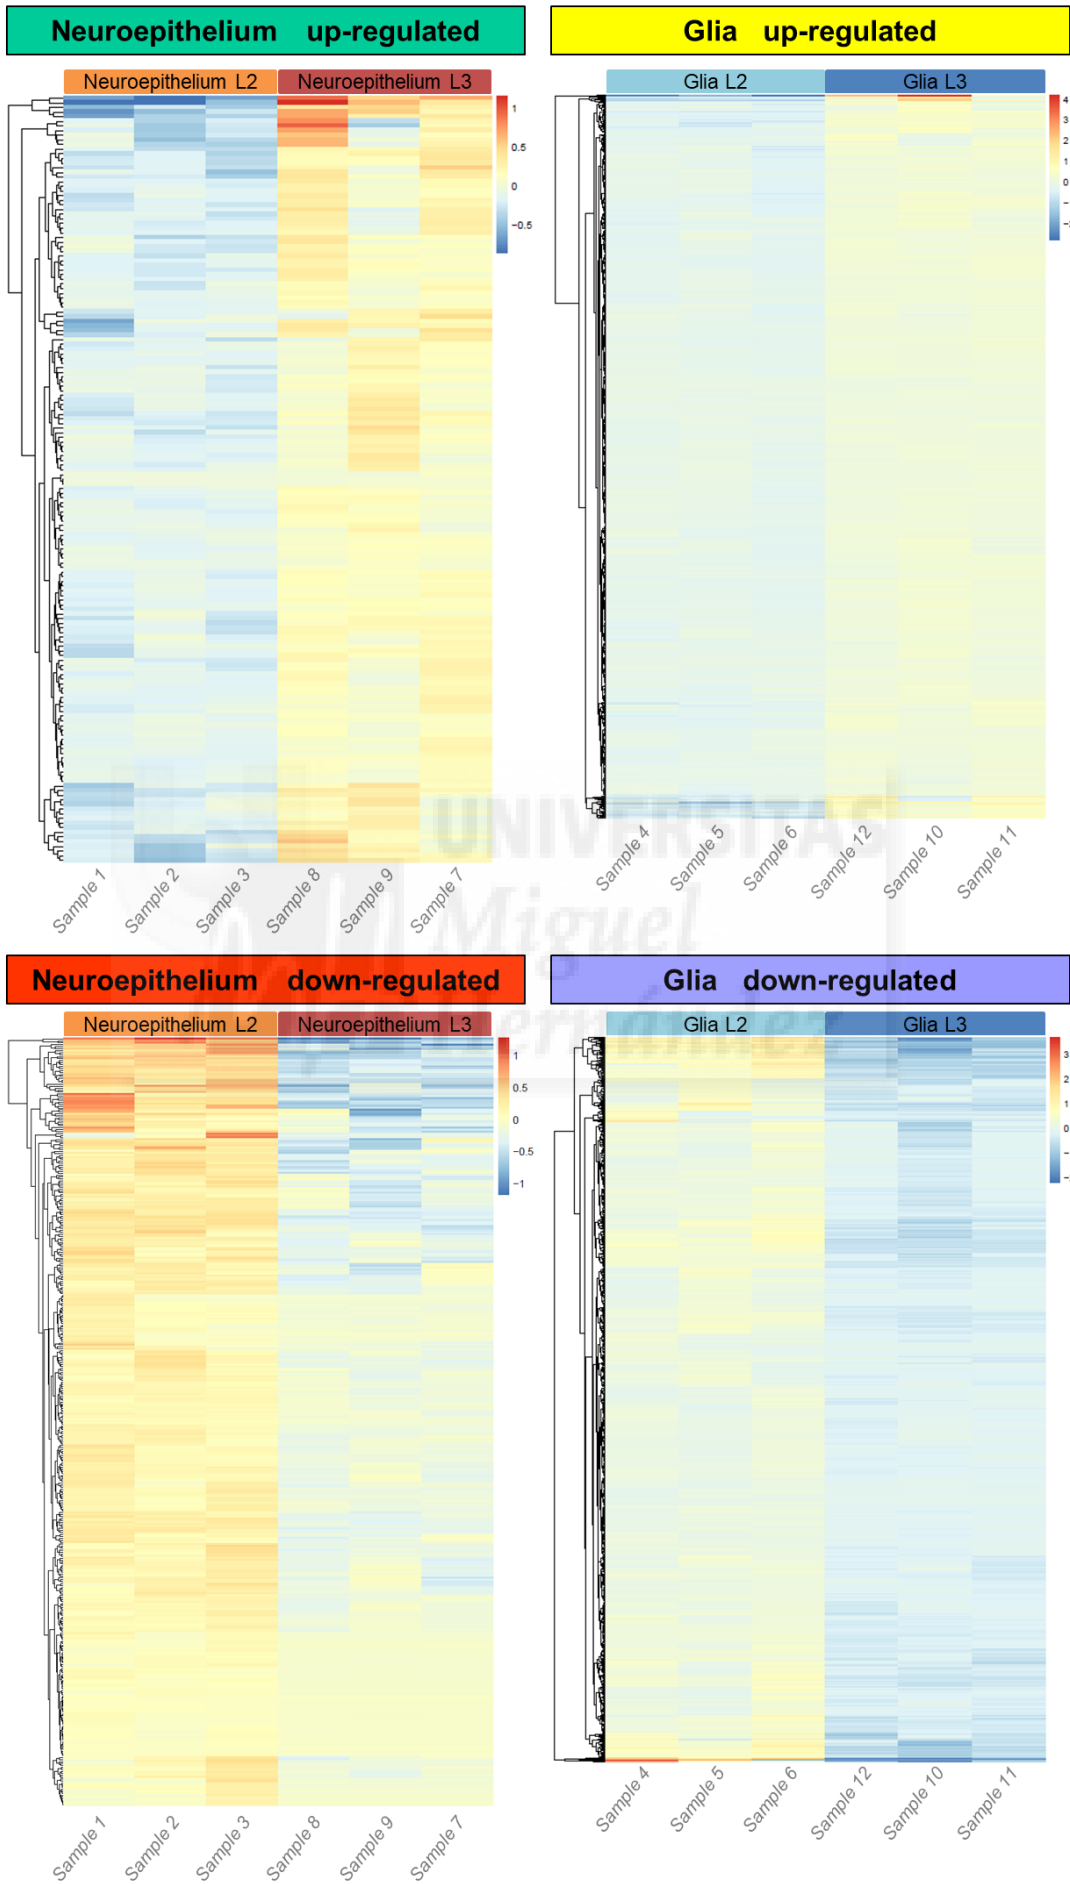 Neuroepithelium up-regulated
Neuroepithelium L2 Neuroepithelium L3
1
0.5
0
−0.5
Sample 1 Sample 2 Sample 3 Sample 8 Sample 9 Sample 7
Glia up-regulated
Glia L2 Glia L3
4
3
2
1
0
Sample 4 Sample 5 Sample 6 Sample 12 Sample 10 Sample 11
UNIVERSITAS
Miguel
Hernández
Neuroepithelium down-regulated
Neuroepithelium L2 Neuroepithelium L3
1
0.5
0
−0.5
−1
Sample 1 Sample 2 Sample 3 Sample 8 Sample 9 Sample 7
Glia down-regulated
Glia L2 Glia L3
3
2
1
0
Sample 4 Sample 5 Sample 6 Sample 12 Sample 10 Sample 11